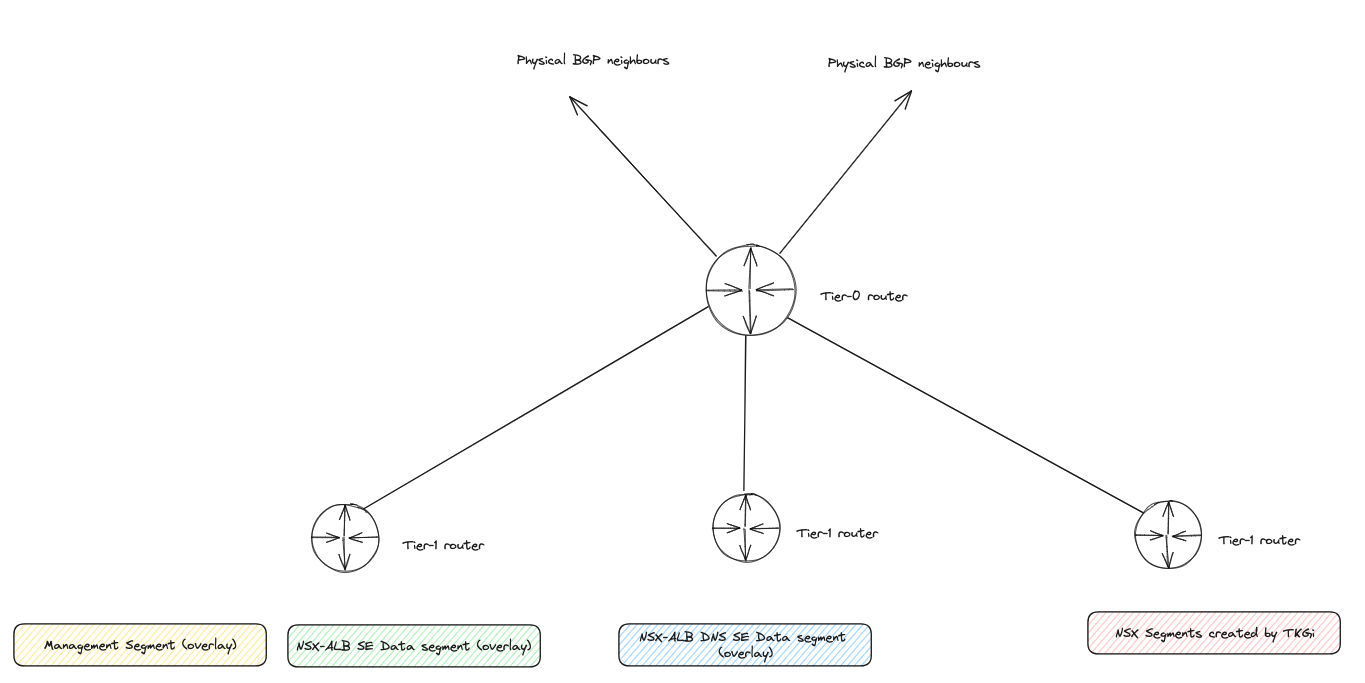 Physical BGP neighbours
Physical BGP neighbours
Tier-0 router
Tier-1 router
Tier-1 router
Tier-1 router
Management Segment (overlay)
NSX-ALB SE Data segment (overlay)
NSX-ALB DNS SE Data segment
(overlay)
NSX Segments created by TKGi